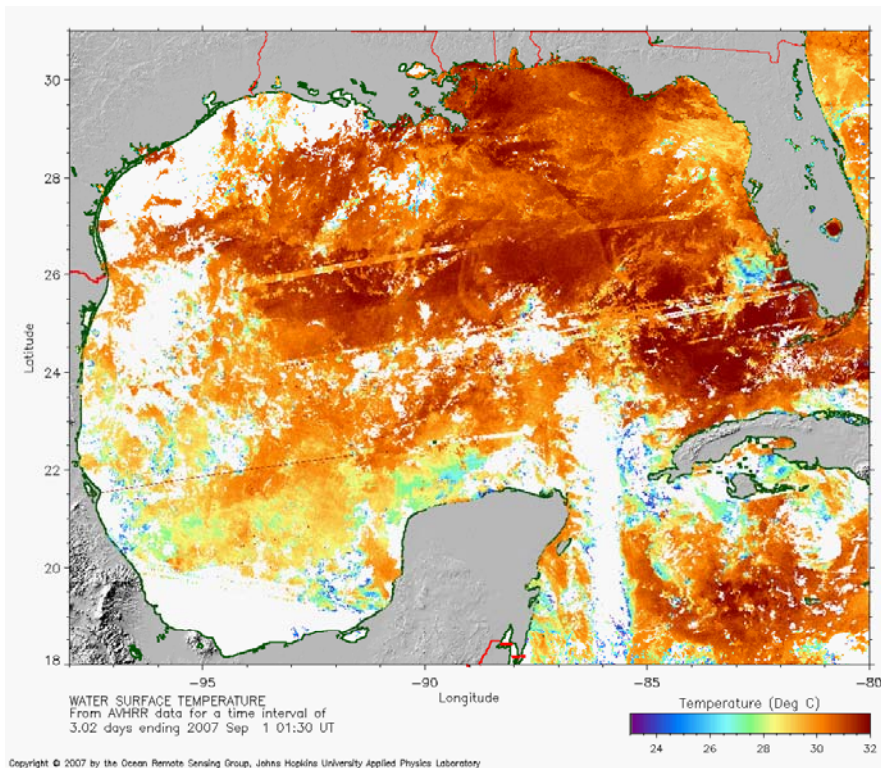 30
28
26
24
22
20
18
Latitude
-95
-90
-85
-80
Longitude
WATER SURFACE TEMPERATURE
From AVHRR data for a time interval of
3.02 days ending 2007 Sep 1 01:30 UT
Temperature (Deg C)
24 26 28 30 32
Copyright © 2007 by the Ocean Remote Sensing Group, Johns Hopkins University Applied Physics Laboratory